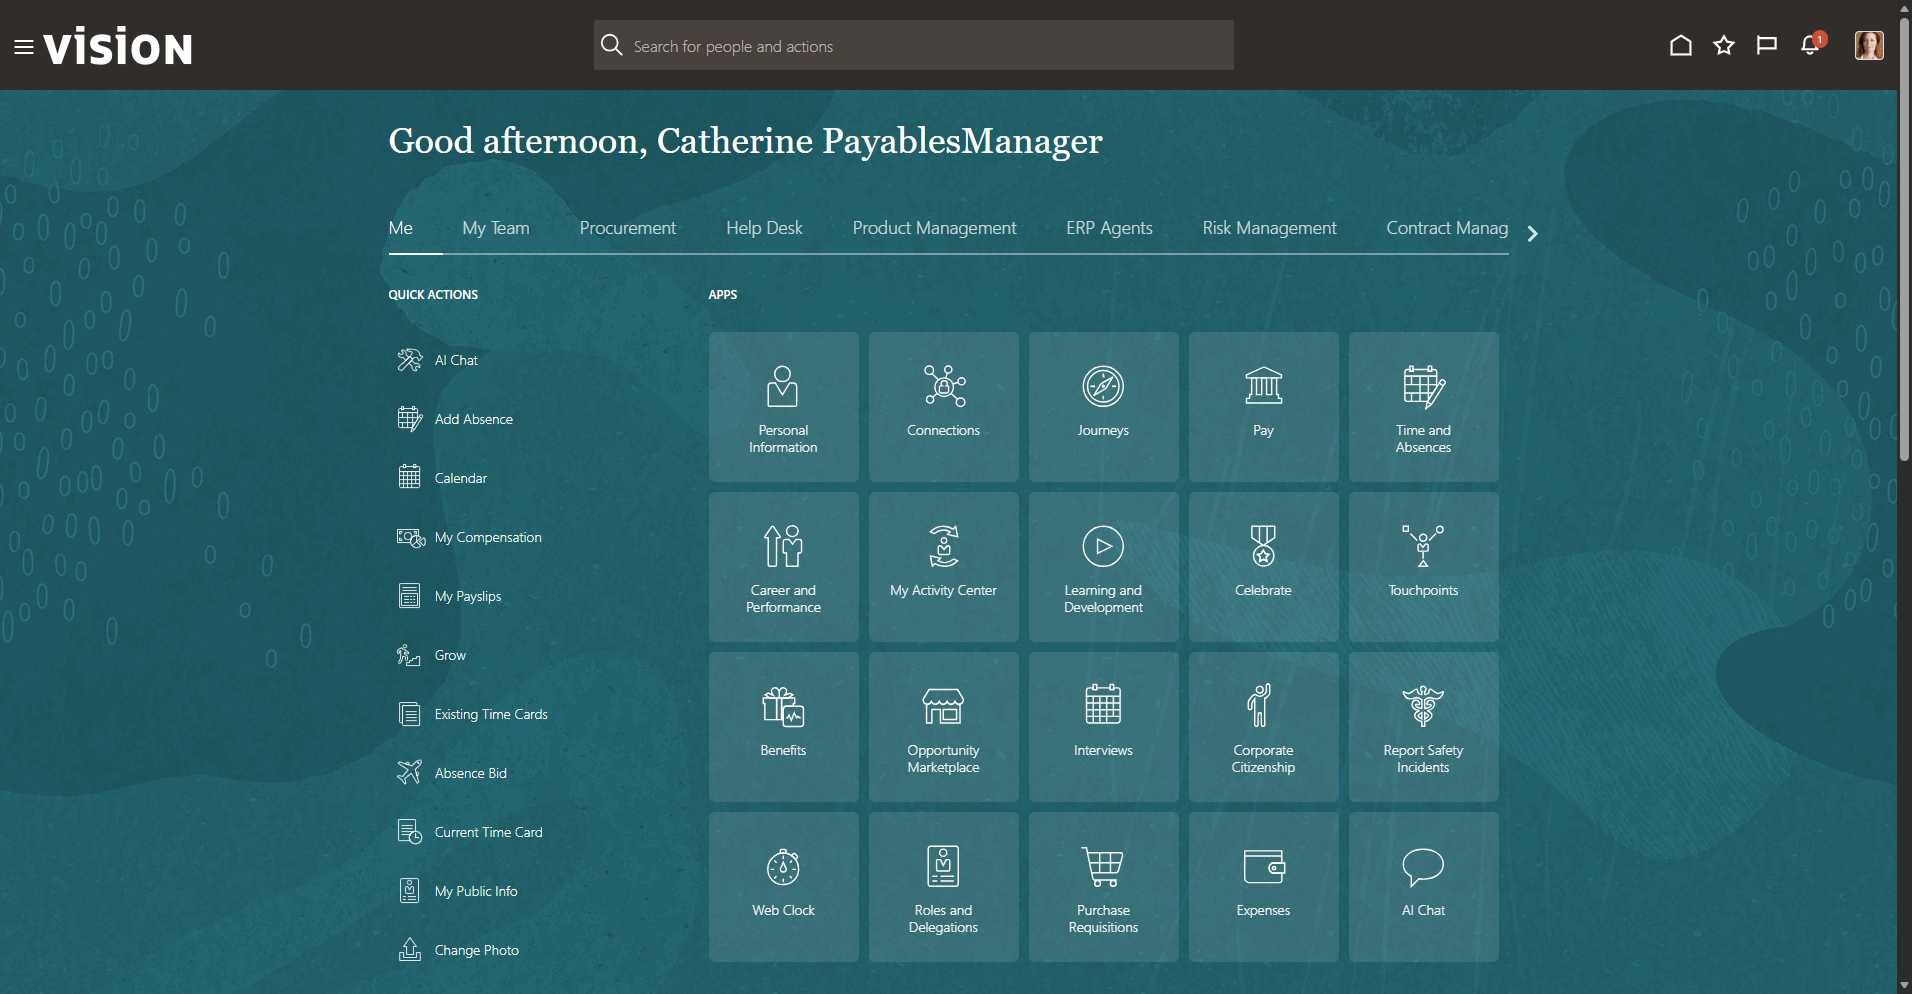 vision
Search for people and actions
1
Good afternoon, Catherine PayablesManager
Me
My Team
Procurement
Help Desk
Product Management
ERP Agents
Risk Management
Contract Manag
QUICK ACTIONS
AI Chat
Add Absence
Calendar
My Compensation
My Payslips
Grow
Existing Time Cards
Absence Bid
Current Time Card
My Public Info
Change Photo
APPS
Personal
Information
Connections
Journeys
Pay
Time and
Absences
Career and
Performance
My Activity Center
Learning and
Development
Celebrate
Touchpoints
Benefits
Opportunity
Marketplace
Interviews
Corporate
Citizenship
Report Safety
Incidents
Web Clock
Roles and
Delegations
Purchase
Requisitions
Expenses
AI Chat